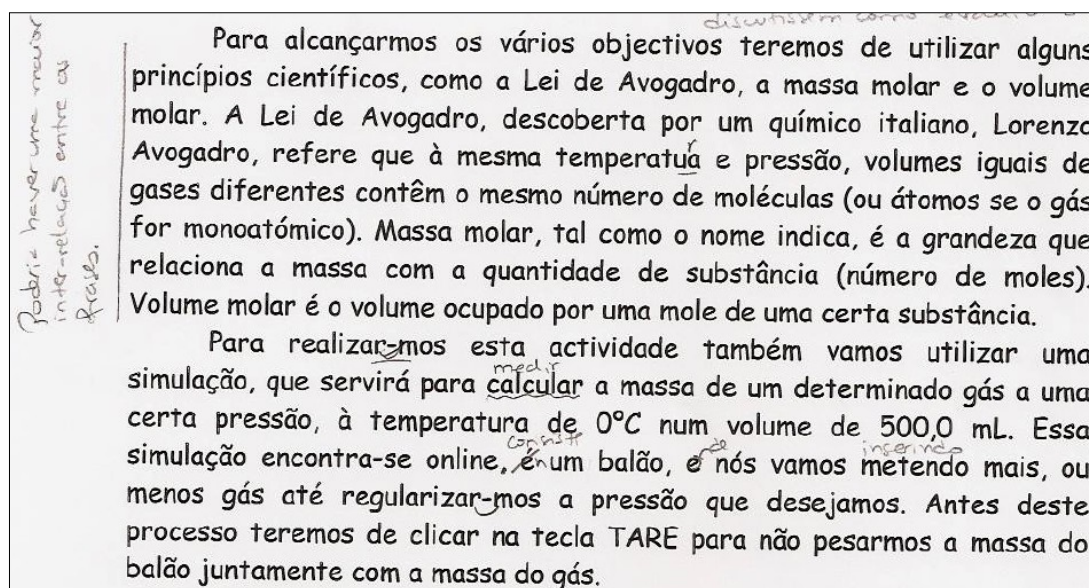 discutissem como
Para alcançarmos os vários objectivos teremos de utilizar alguns
princípios científicos, como a Lei de Avogadro, a massa molar e o volume
molar. A Lei de Avogadro, descoberta por um químico italiano, Lorenzo
Avogadro, refere que à mesma temperatua e pressão, volumes iguais de
r
gases diferentes contêm o mesmo número de moléculas (ou átomos se o gás
for monoatómico). Massa molar, tal como o nome indica, é a grandeza que
relaciona a massa com a quantidade de substância (número de moles).
Volume molar é o volume ocupado por uma mole de uma certa substância.
Poderia haver uma maior
inter-relação entre as
frases.
Para realizar-mos esta actividade também vamos utilizar uma
medir
simulação, que servirá para calcular a massa de um determinado gás a uma
certa pressão, à temperatura de 0°C num volume de 500,0 mL. Essa
consiste
de
inserindo
simulação encontra-se online, é um balão, e nós vamos metendo mais, ou
menos gás até regularizar-mos a pressão que desejamos. Antes deste
processo teremos de clicar na tecla TARE para não pesarmos a massa do
balão juntamente com a massa do gás.